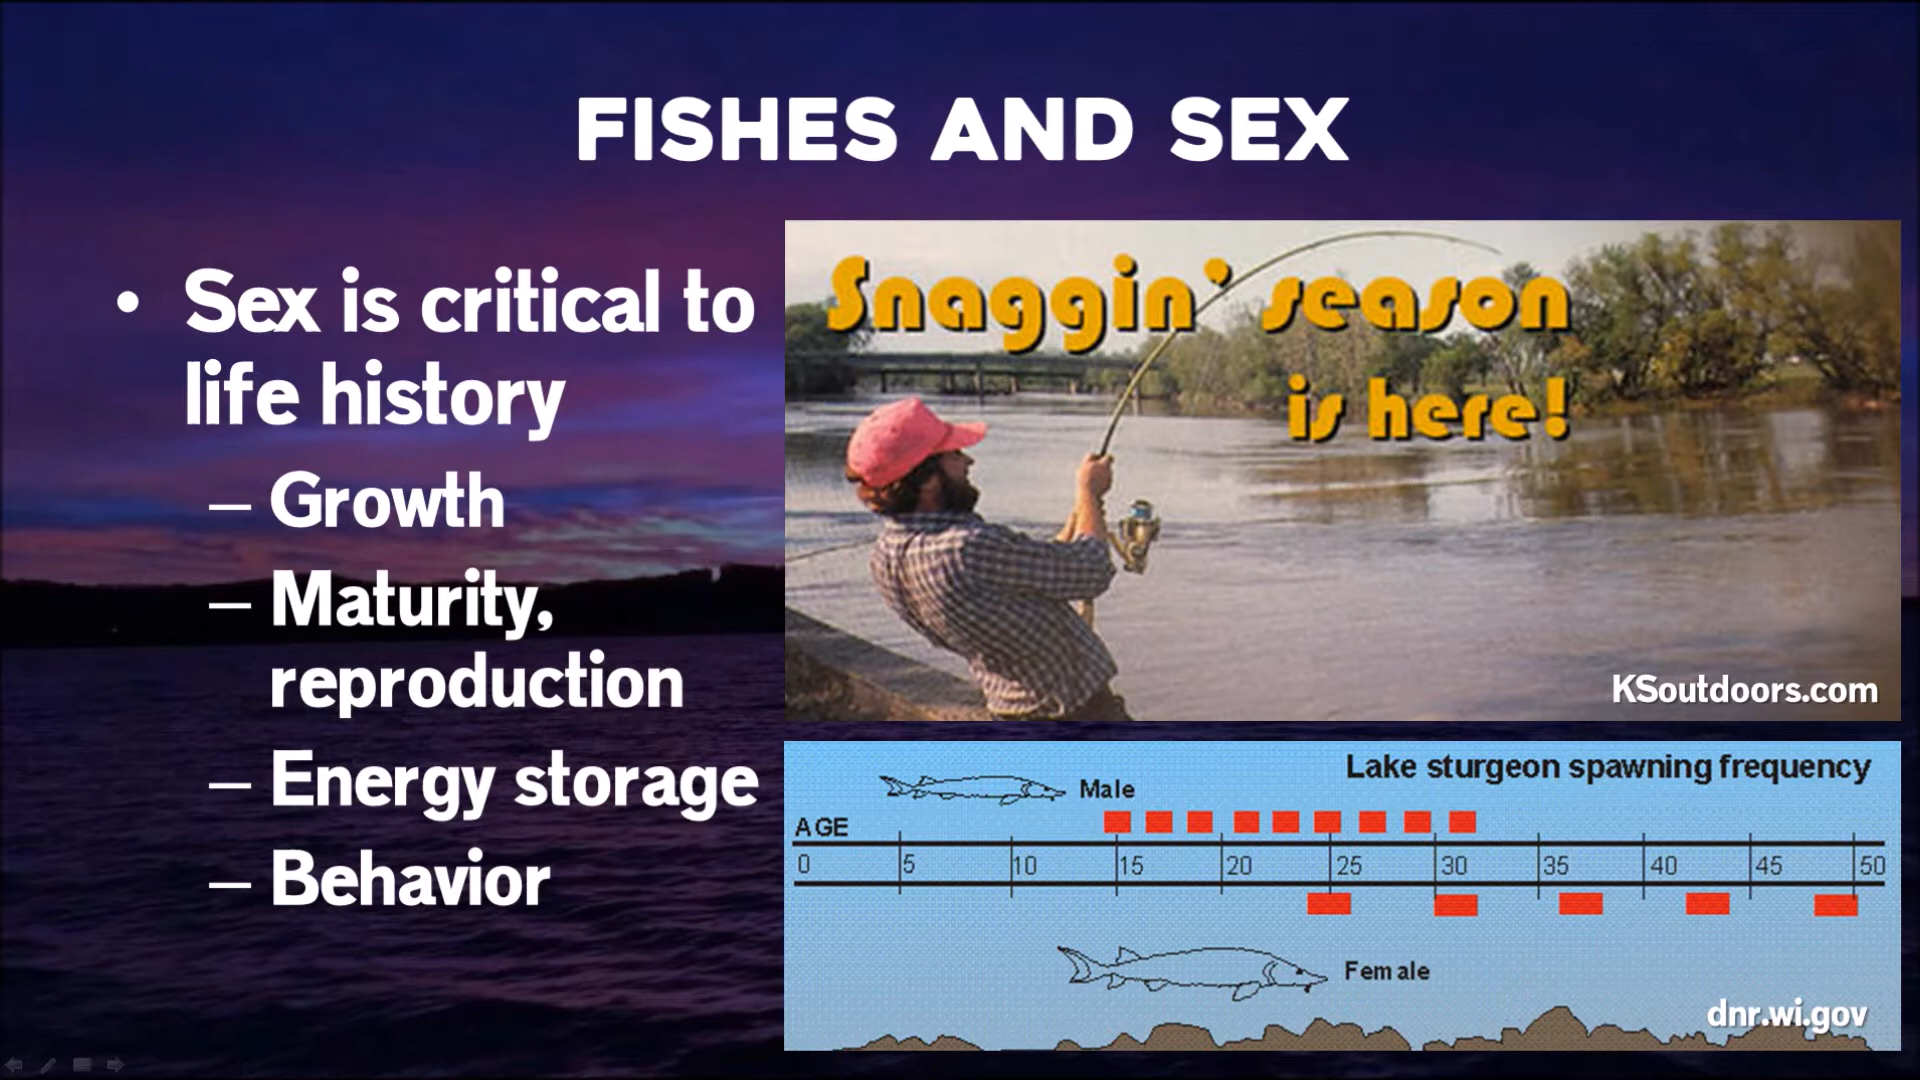 FISHES AND SEX
• Sex is critical to
life history
– Growth
– Maturity,
reproduction
– Energy storage
– Behavior
Snaggin' season
is here!
KSoutdoors.com
Lake sturgeon spawning frequency
Male
AGE
0 5 10 15 20 25 30 35 40 45 50
Female
dnr.wi.gov